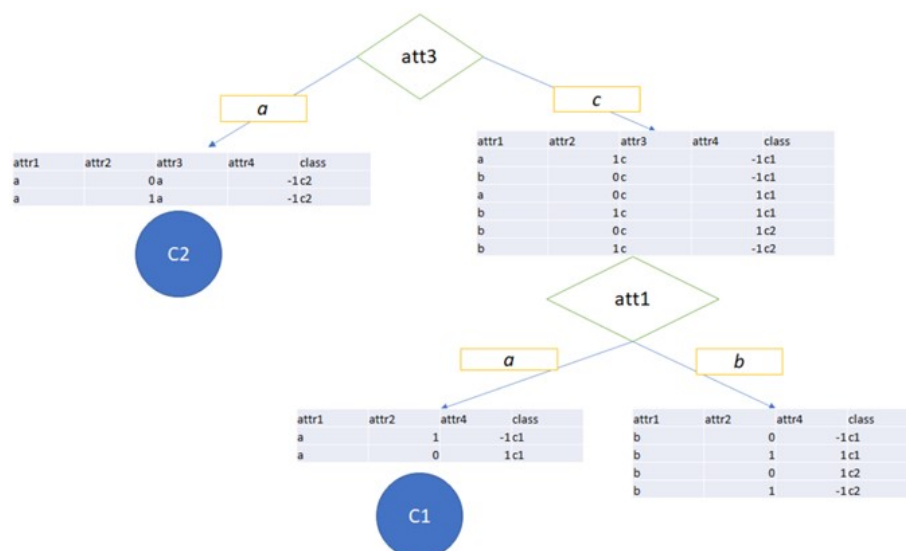 att3
a
c
attr1 attr2 attr3 attr4 class
a 0 a -1 c2
a 1 a -1 c2
C2
attr1 attr2 attr3 attr4 class
a 1 c -1 c1
b 0 c -1 c1
a 0 c 1 c1
b 1 c 1 c1
b 0 c 1 c2
b 1 c -1 c2
att1
a
b
attr1 attr2 attr4 class
a 1 -1 c1
a 0 1 c1
C1
attr1 attr2 attr4 class
b 0 -1 c1
b 1 1 c1
b 0 1 c2
b 1 -1 c2